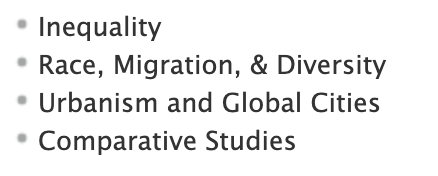 Inequality
Race, Migration, & Diversity
Urbanism and Global Cities
Comparative Studies